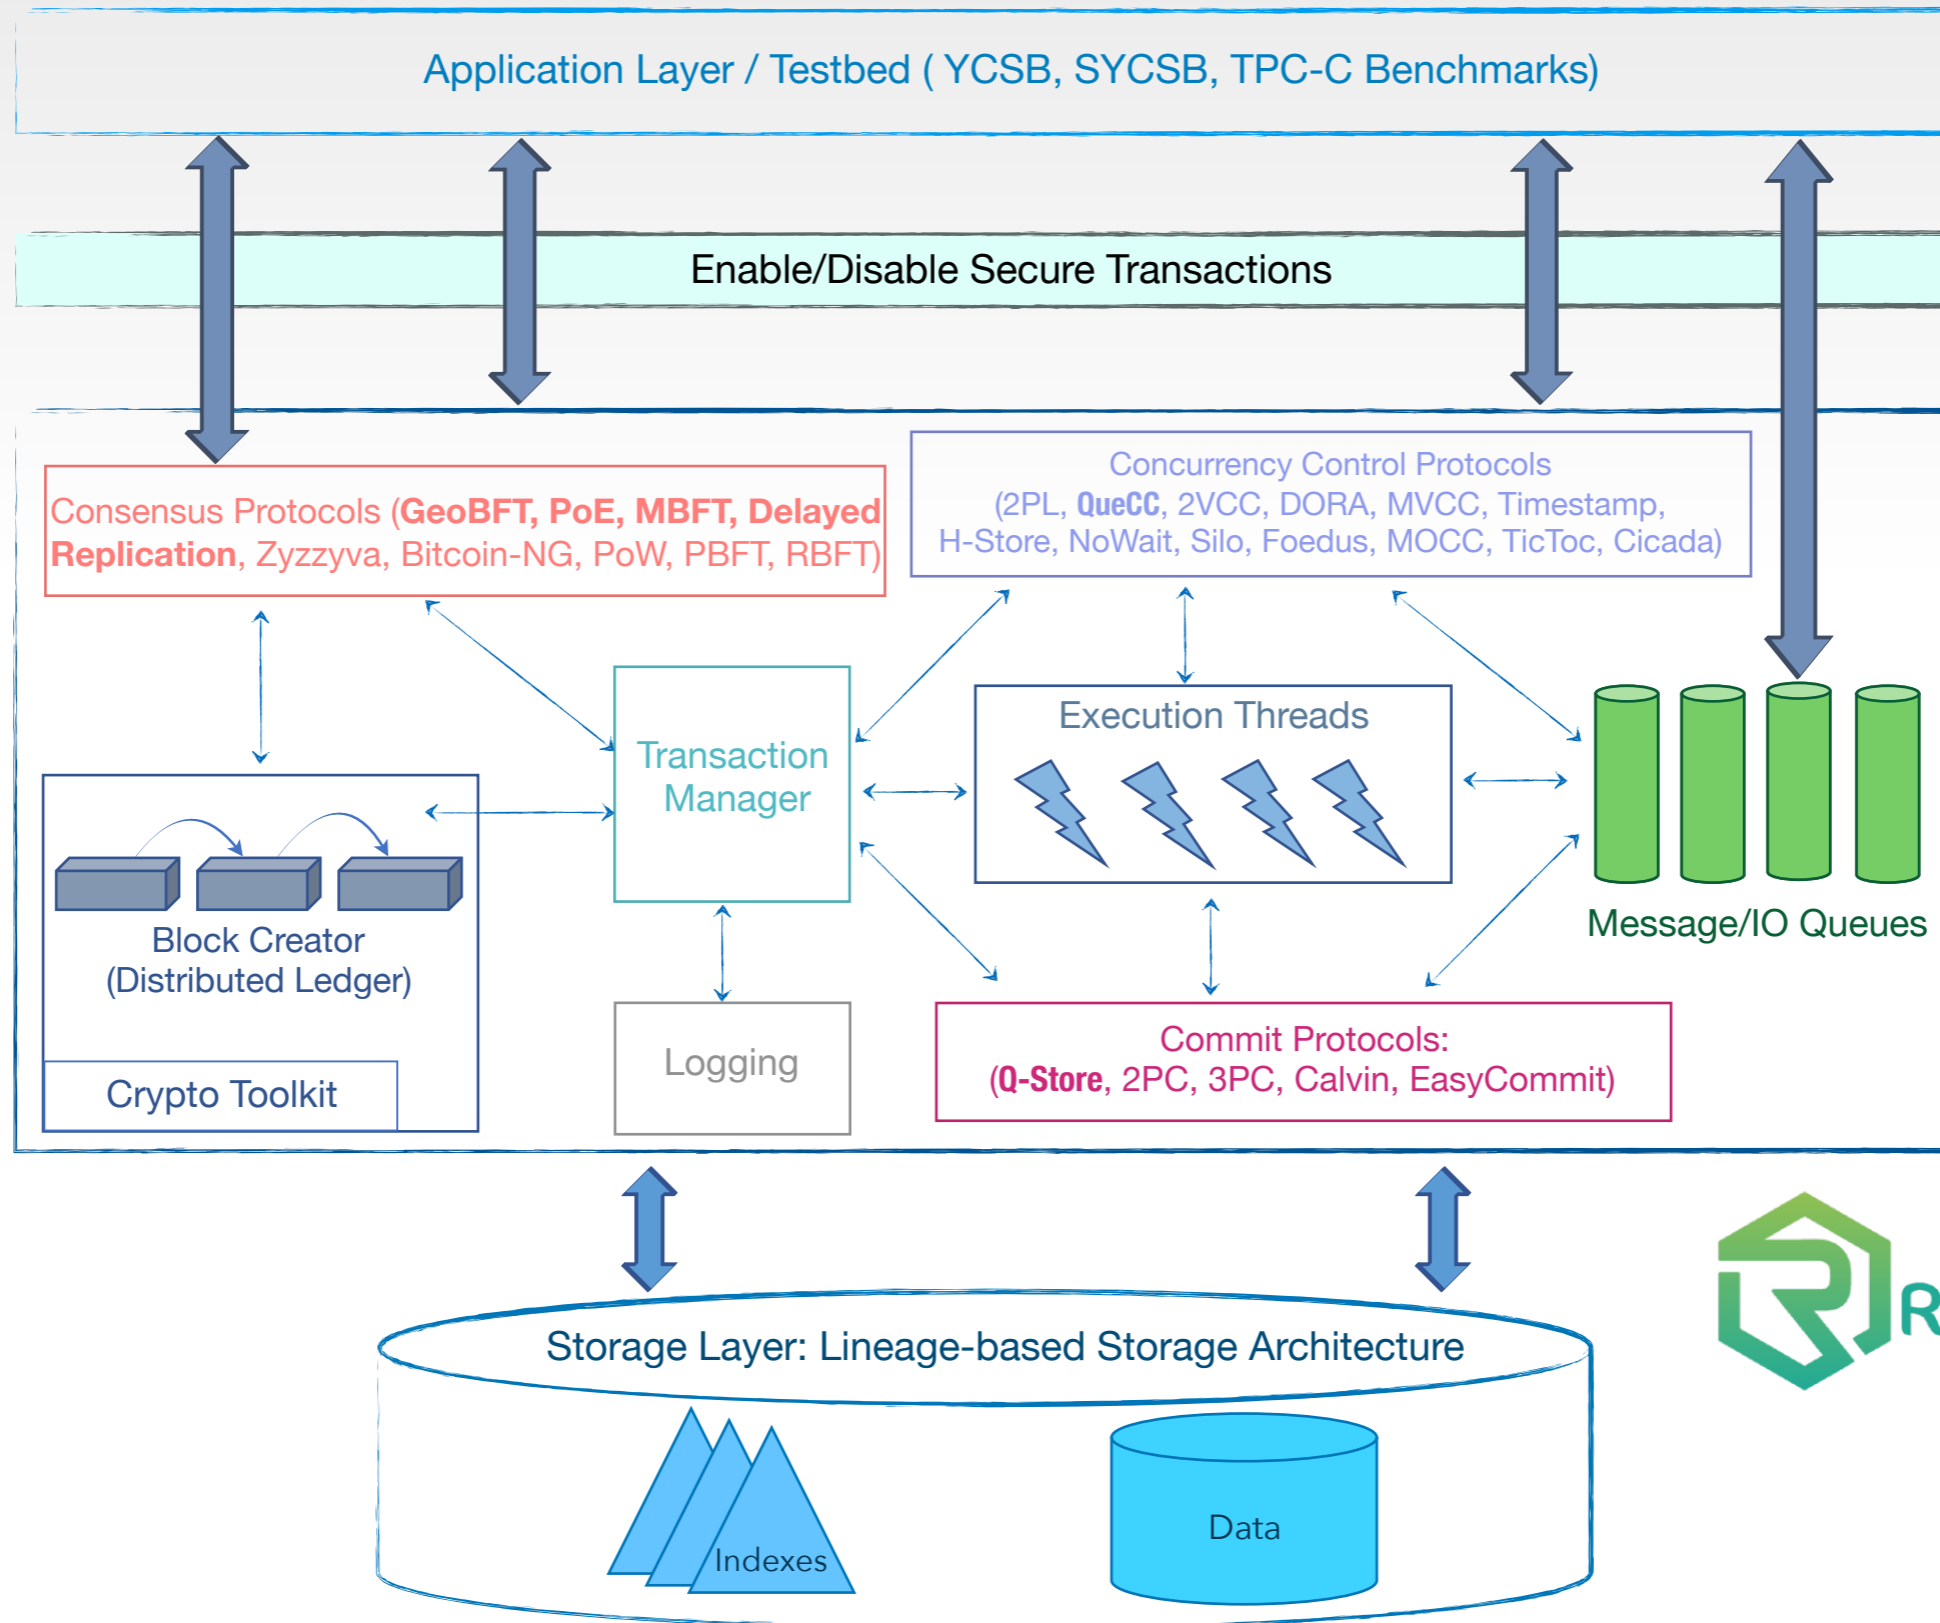 Application Layer / Testbed ( YCSB, SYCSB, TPC-C Benchmarks)
Enable/Disable Secure Transactions
Consensus Protocols (GeoBFT, PoE, MBFT, Delayed
Replication, Zyzzyva, Bitcoin-NG, PoW, PBFT, RBFT)
Concurrency Control Protocols
(2PL, QueCC, 2VCC, DORA, MVCC, Timestamp,
H-Store, NoWait, Silo, Foedus, MOCC, TicToc, Cicada)
Transaction
Manager
Execution Threads
Message/IO Queues
Block Creator
(Distributed Ledger)
Crypto Toolkit
Logging
Commit Protocols:
(Q-Store, 2PC, 3PC, Calvin, EasyCommit)
R
Storage Layer: Lineage-based Storage Architecture
Indexes
Data